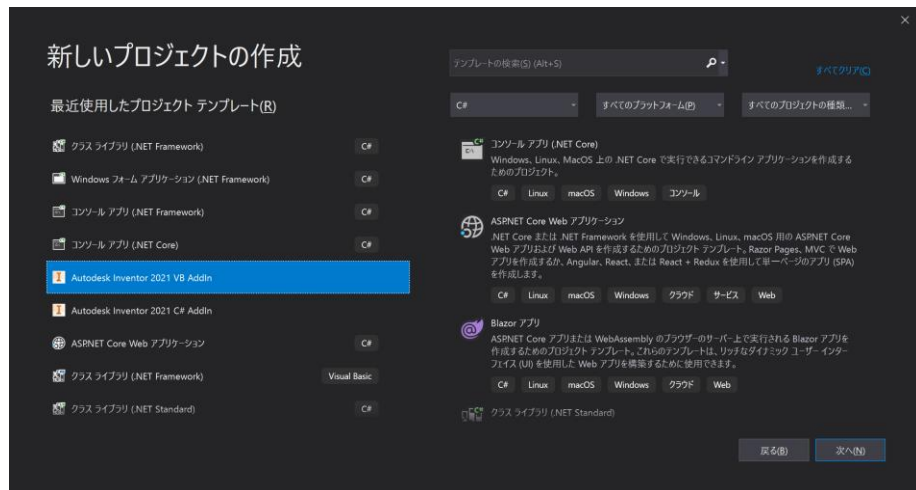 新しいプロジェクトの作成
最近使用したプロジェクト テンプレート(R)
クラス ライブラリ (.NET Framework) C#
Windows フォーム アプリケーション (.NET Framework) C#
コンソール アプリ (.NET Framework) C#
コンソール アプリ (.NET Core) C#
Autodesk Inventor 2021 VB AddIn
Autodesk Inventor 2021 C# AddIn
ASP.NET Core Web アプリケーション C#
クラス ライブラリ (.NET Framework) Visual Basic
クラス ライブラリ (.NET Standard) C#
テンプレートの検索(S) (Alt+S)
すべてクリア(C)
C# すべてのプラットフォーム(P) すべてのプロジェクトの種類...
コンソール アプリ (.NET Core)
Windows、Linux、MacOS 上の .NET Core で実行できるコマンドライン アプリケーションを作成する
ためのプロジェクト。
C# Linux macOS Windows コンソール
ASP.NET Core Web アプリケーション
.NET Core または .NET Framework を使用して Windows、Linux、macOS 用の ASP.NET Core
Web アプリおよび Web API を作成するためのプロジェクト テンプレート。Razor Pages、MVC で Web
アプリを作成するか、Angular、React、または React + Redux を使用して単一ページのアプリ (SPA)
を作成します。
C# Linux macOS Windows クラウド サービス Web
Blazor アプリ
ASP.NET Core アプリまたは WebAssembly のブラウザーのサーバー上で実行される Blazor アプリを
作成するためのプロジェクト テンプレート。これらのテンプレートは、リッチなダイナミック ユーザー インター
フェイス (UI) を使用した Web アプリを構築するために使用できます。
C# Linux macOS Windows クラウド Web
クラス ライブラリ (.NET Standard)
戻る(B) 次へ(N)